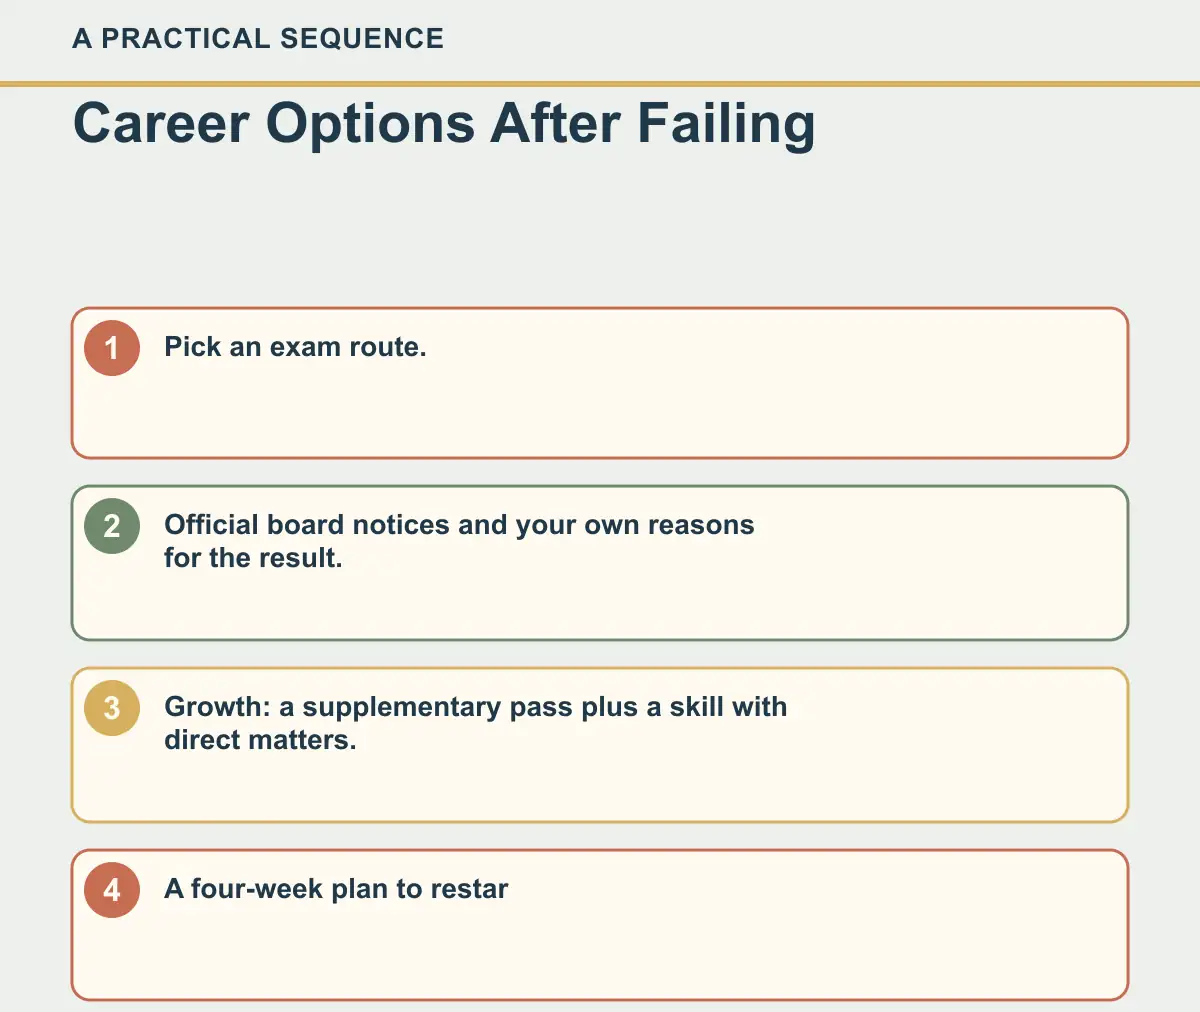 A PRACTICAL SEQUENCE
Career Options After Failing
1
Pick an exam route.
2
Official board notices and your own reasons
for the result.
3
Growth: a supplementary pass plus a skill with
direct matters.
4
A four-week plan to restar